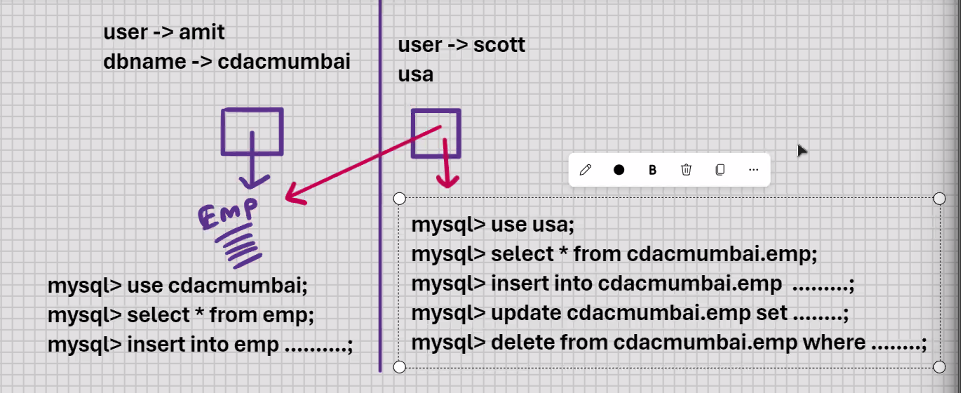 user -> amit
dbname -> cdacmumbai
Emp
mysql> use cdacmumbai;
mysql> select * from emp;
mysql> insert into emp ..........;
user -> scott
usa
B
mysql> use usa;
mysql> select * from cdacmumbai.emp;
mysql> insert into cdacmumbai.emp .........;
mysql> update cdacmumbai.emp set ........;
mysql> delete from cdacmumbai.emp where ........;